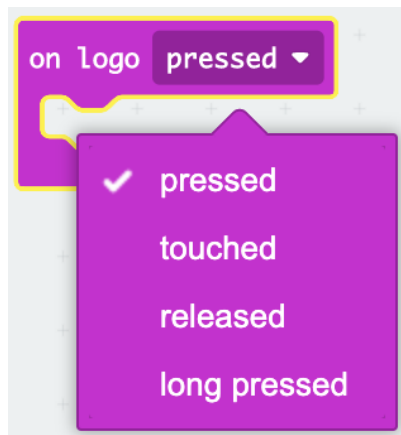 on logo pressed
pressed
touched
released
long pressed